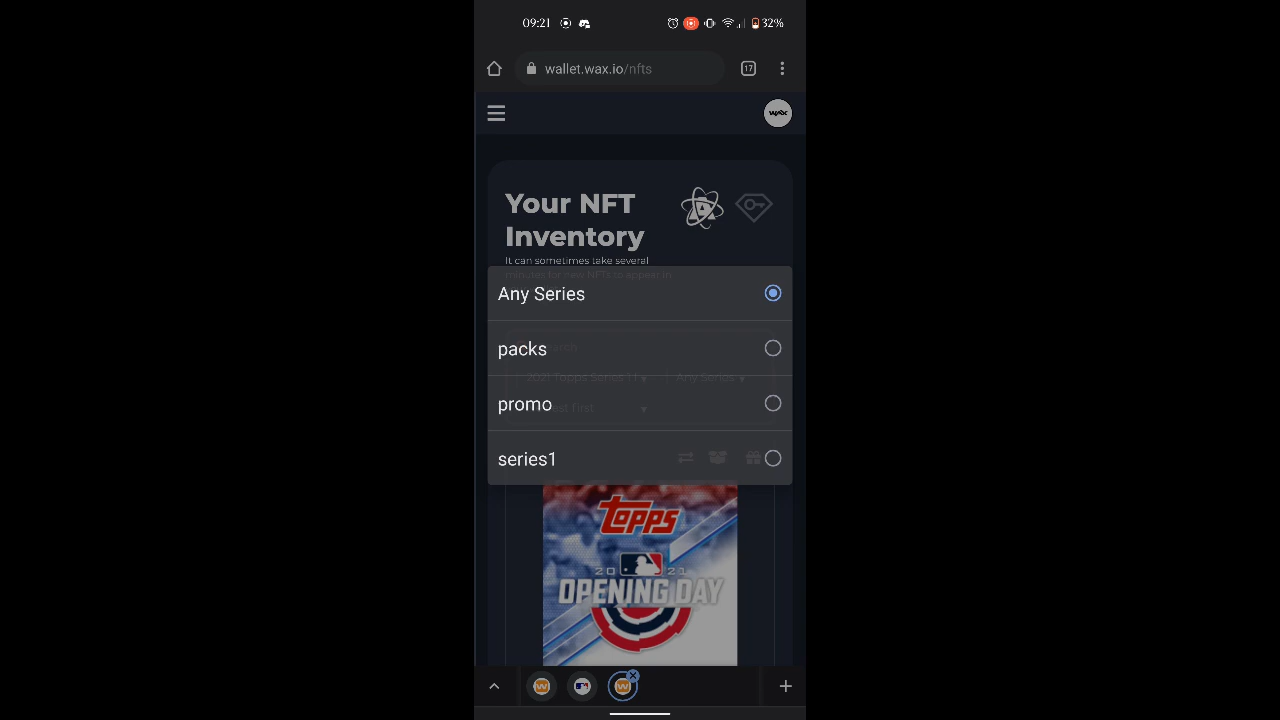 09:21
32%
wallet.wax.io/nfts
17
WAX
Your NFT
Inventory
It can sometimes take several
minutes for new NFTs to appear in
Any Series
packs
Search
2021 Topps Series 1
Any Series
promo
first
series1
Topps
20 21
OPENING DAY